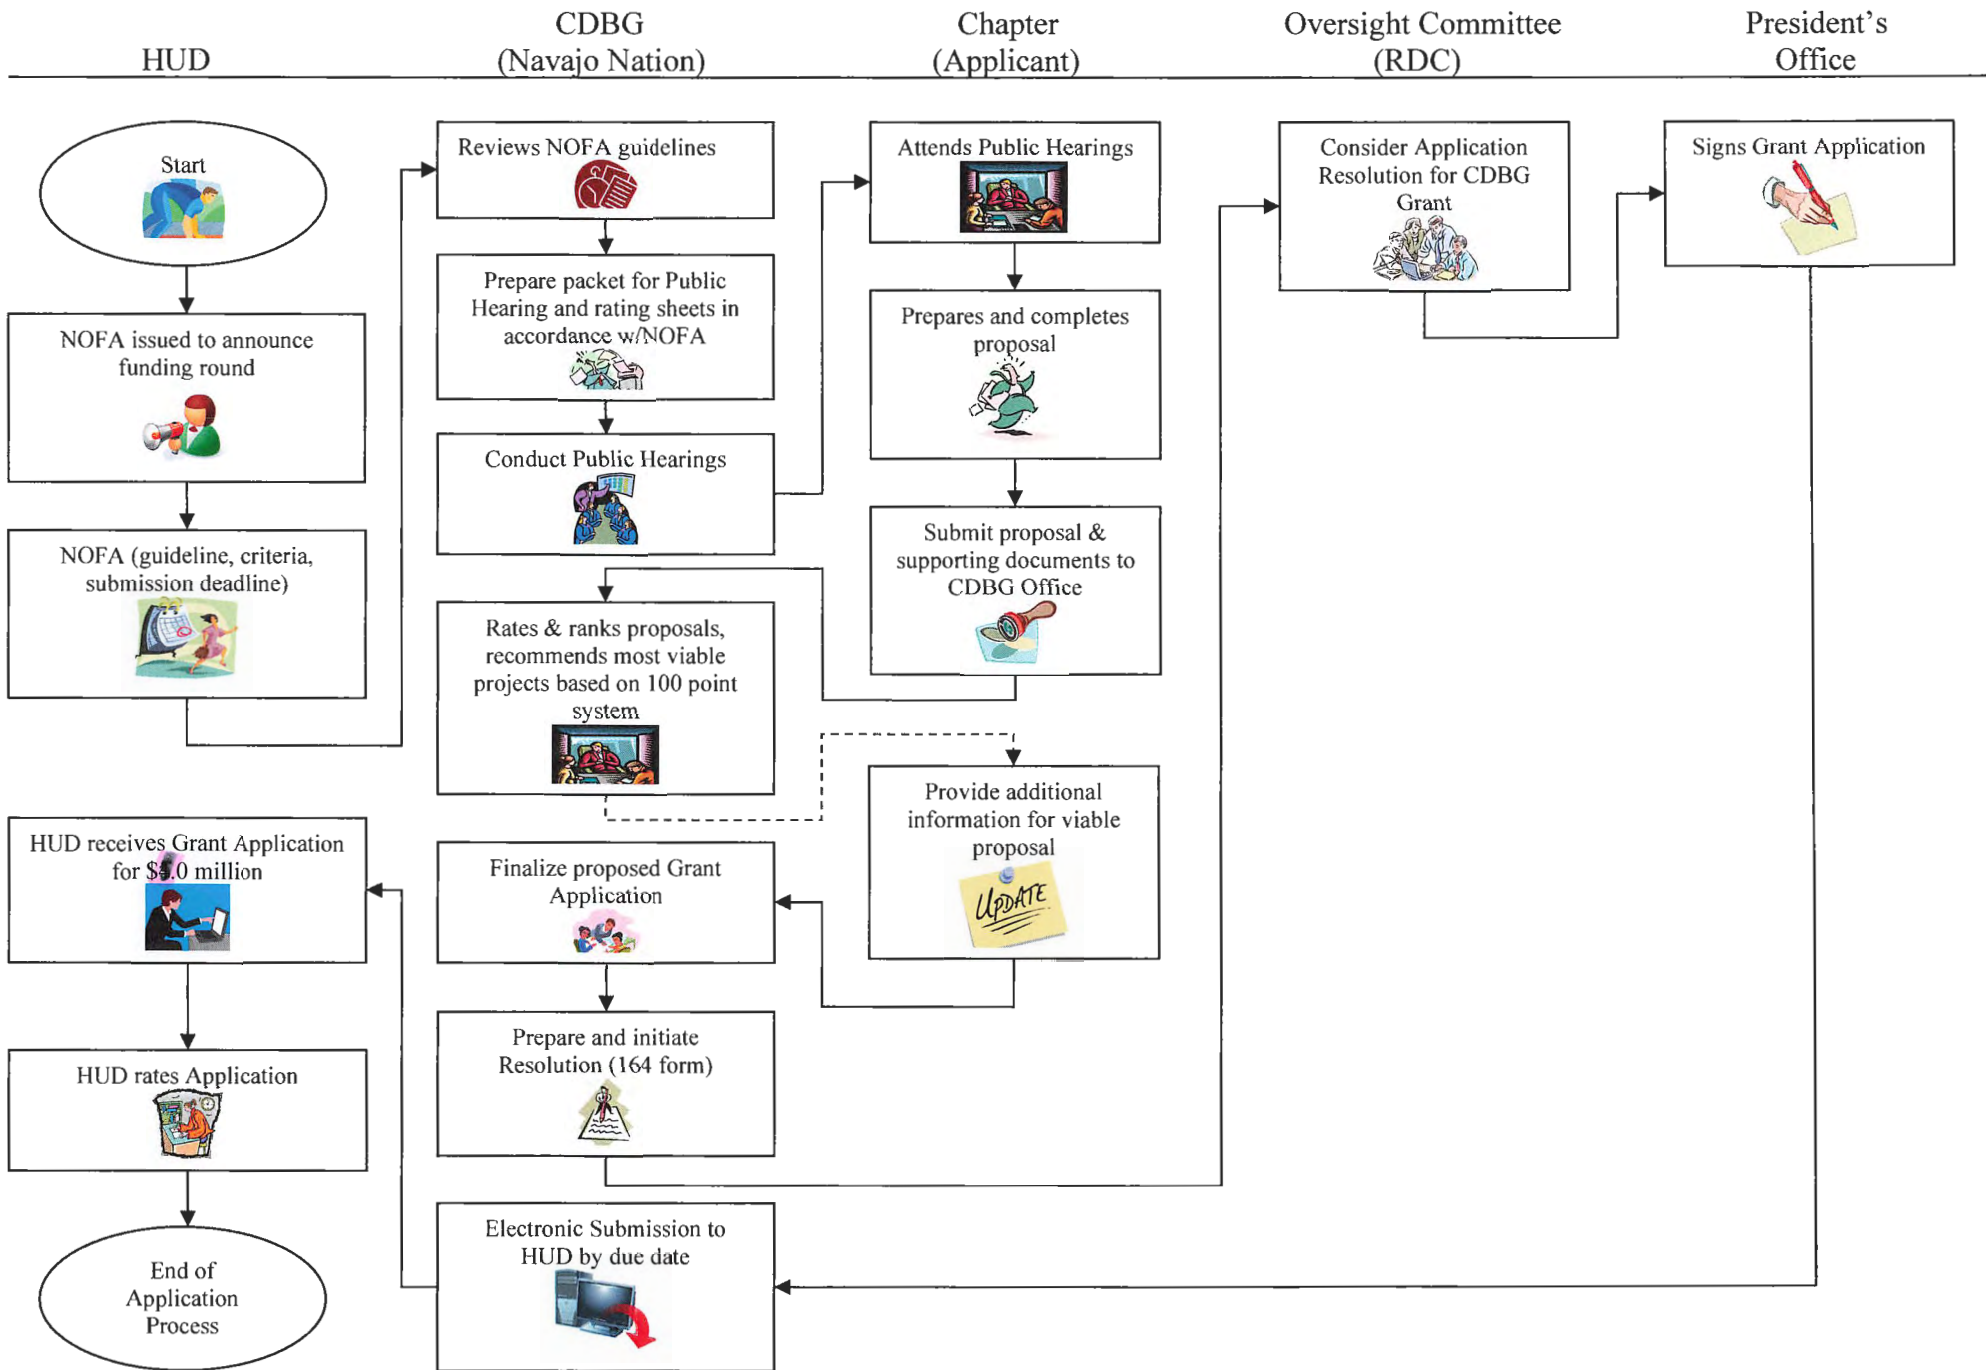 HUD
CDBG
(Navajo Nation)
Chapter
(Applicant)
Oversight Committee
(RDC)
President's
Office
Start
NOFA issued to announce
funding round
NOFA (guideline, criteria,
submission deadline)
Reviews NOFA guidelines
Prepare packet for Public
Hearing and rating sheets in
accordance w/NOFA
Conduct Public Hearings
Attends Public Hearings
Prepares and completes
proposal
Submit proposal &
supporting documents to
CDBG Office
Rates & ranks proposals,
recommends most viable
projects based on 100 point
system
Provide additional
information for viable
proposal
UPDATE
Finalize proposed Grant
Application
Prepare and initiate
Resolution (164 form)
Consider Application
Resolution for CDBG
Grant
Signs Grant Application
Electronic Submission to
HUD by due date
HUD receives Grant Application
for million
HUD rates Application
End of
Application
Process